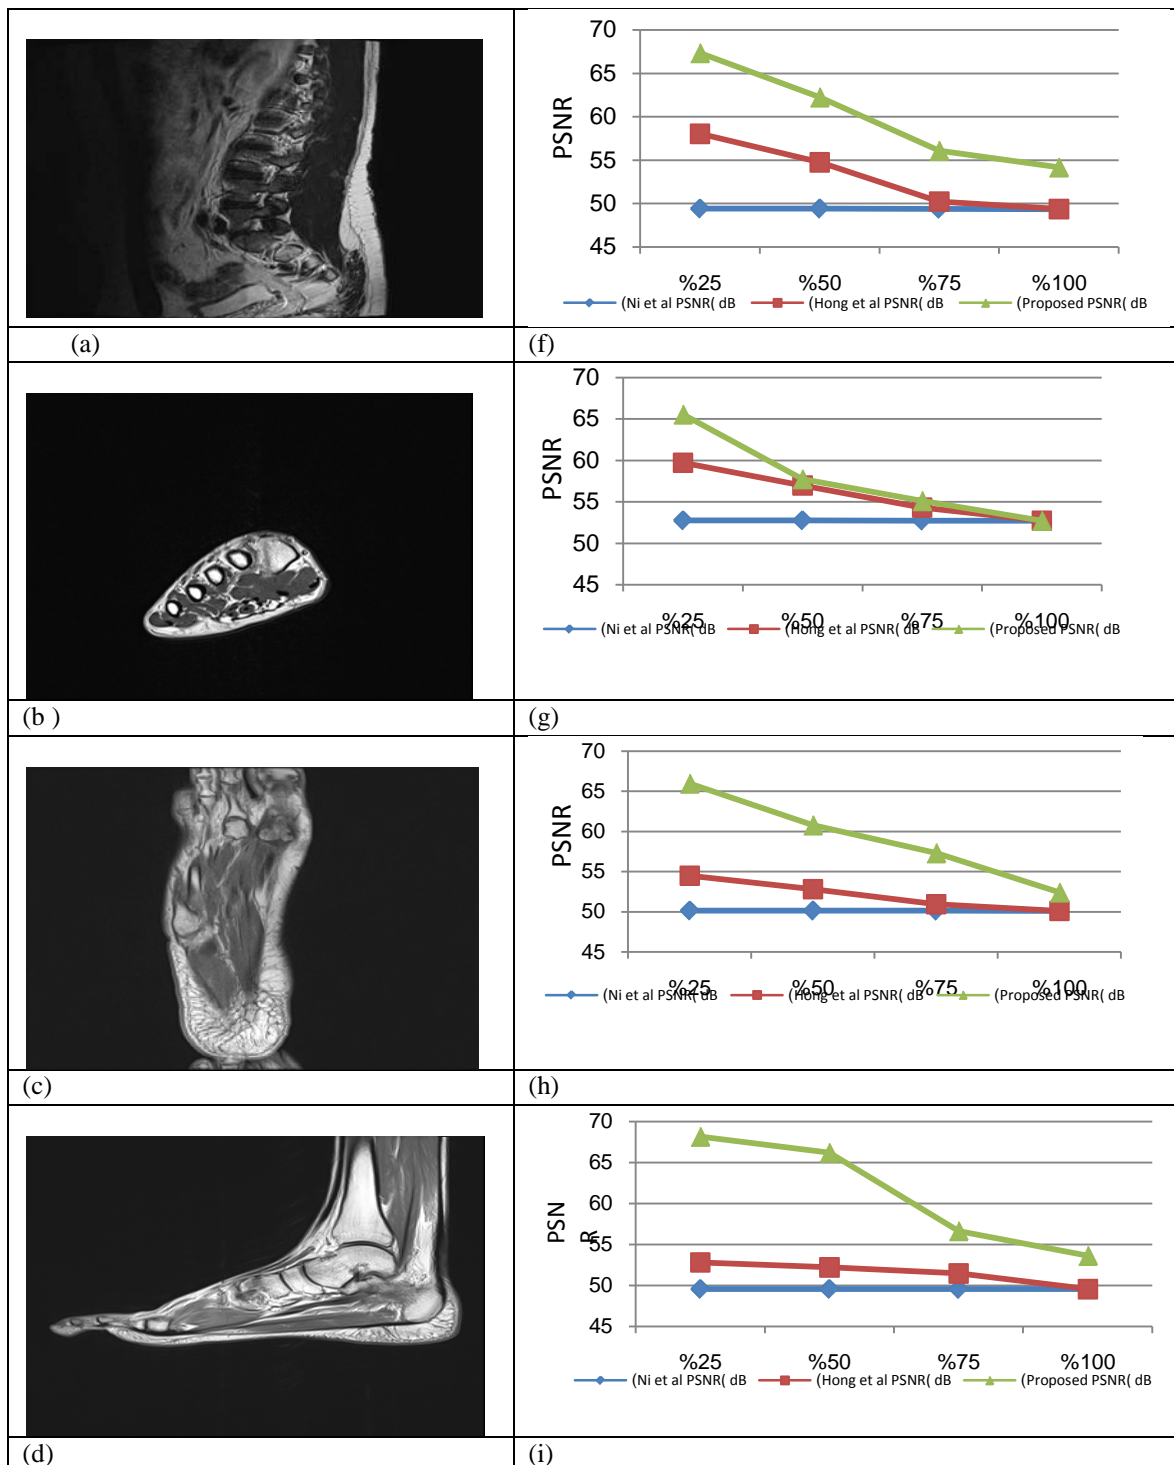 70
65
60
55
50
45
PSNR
%25 %50 %75 %100
(Ni et al PSNR( dB (Hong et al PSNR( dB (Proposed PSNR( dB
(a) (f)
70
65
60
55
50
45
PSNR
%25 %50 %75 %100
(Ni et al PSNR( dB (Hong et al PSNR( dB (Proposed PSNR( dB
(b ) (g)
70
65
60
55
50
45
PSNR
%25 %50 %75 %100
(Ni et al PSNR( dB (Hong et al PSNR( dB (Proposed PSNR( dB
(c) (h)
70
65
60
55
50
45
PSN
R
%25 %50 %75 %100
(Ni et al PSNR( dB (Hong et al PSNR( dB (Proposed PSNR( dB
(d) (i)